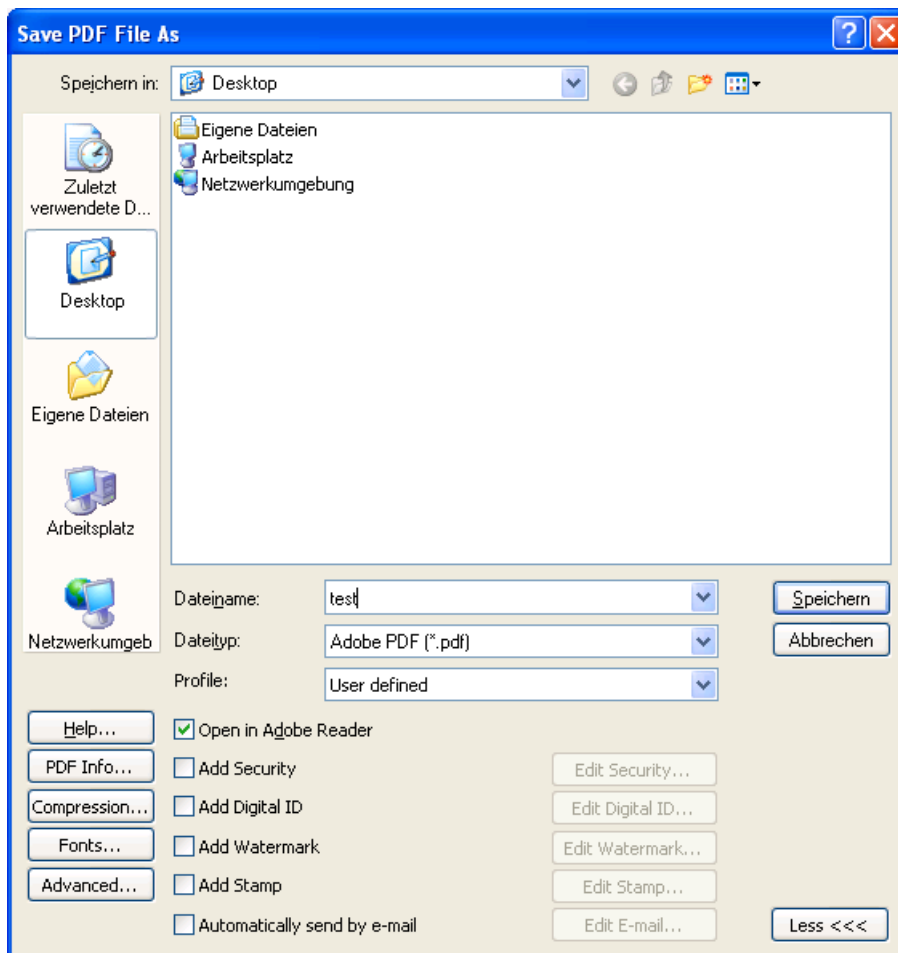 Save PDF File As
Speichern in: Desktop
Eigene Dateien
Arbeitsplatz
Netzwerkumgebung
Zuletzt
verwendete D...
Desktop
Eigene Dateien
Arbeitsplatz
Netzwerkumgeb
Dateiname: test Speichern
Dateityp: Adobe PDF (*.pdf) Abbrechen
Profile: User defined
Help... Open in Adobe Reader
PDF Info... Add Security Edit Security...
Compression... Add Digital ID Edit Digital ID...
Fonts... Add Watermark Edit Watermark...
Advanced... Add Stamp Edit Stamp...
Automatically send by e-mail Edit E-mail... Less <<<